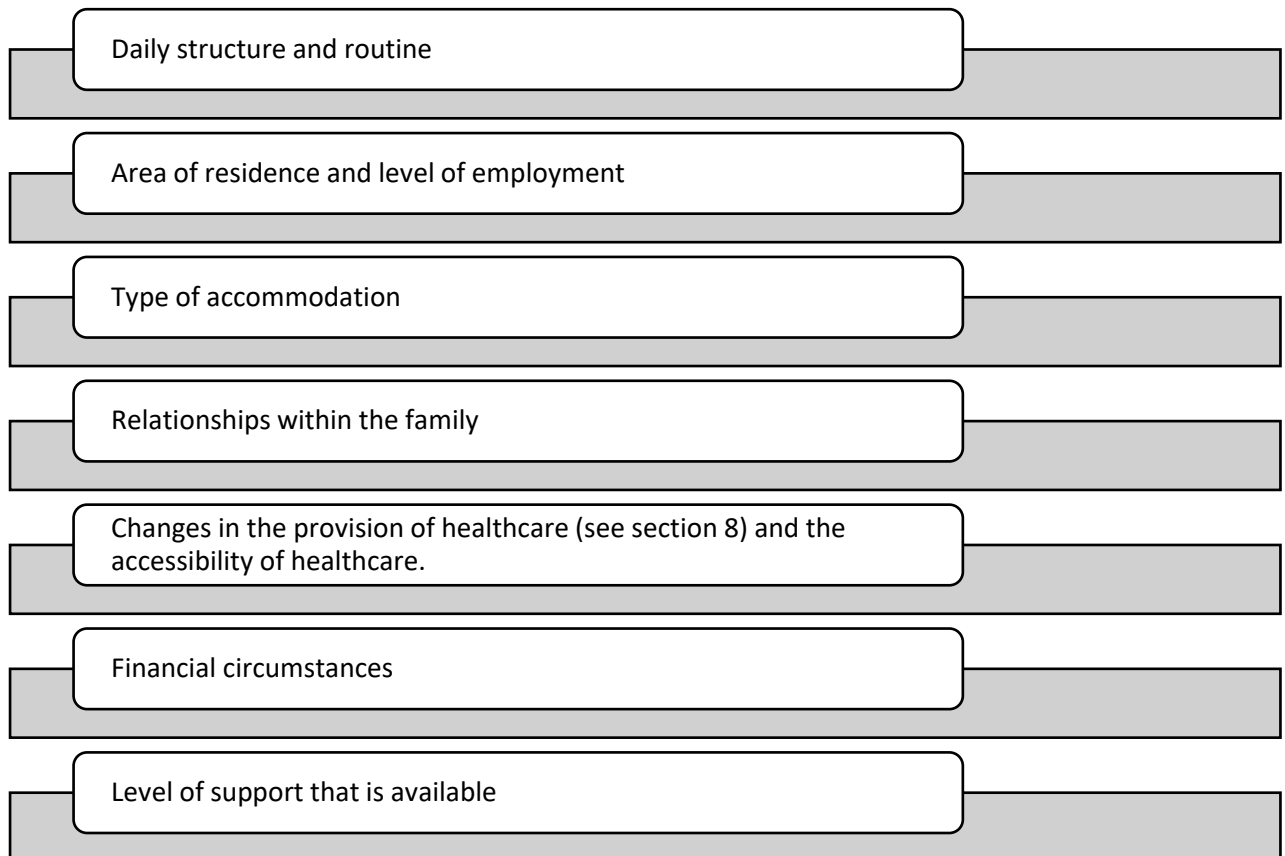 Daily structure and routine
Area of residence and level of employment
Type of accommodation
Relationships within the family
Changes in the provision of healthcare (see section 8) and the
accessibility of healthcare.
Financial circumstances
Level of support that is available